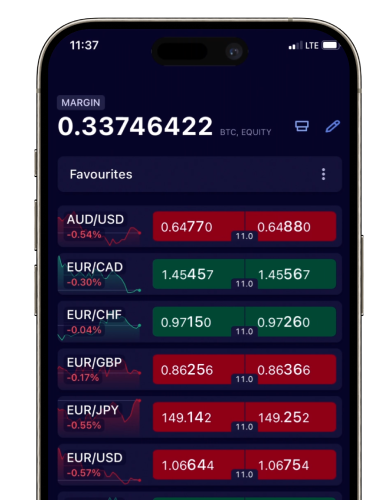 11:37 LTE
MARGIN
0.33746422 BTC, EQUITY
Favourites
AUD/USD 0.64770 0.64880
-0.54% 11.0
EUR/CAD 1.45457 1.45567
-0.30% 11.0
EUR/CHF 0.97150 0.97260
-0.04% 11.0
EUR/GBP 0.86256 0.86366
-0.17% 11.0
EUR/JPY 149.142 149.252
-0.55% 11.0
EUR/USD 1.06644 1.06754
-0.57% 11.0